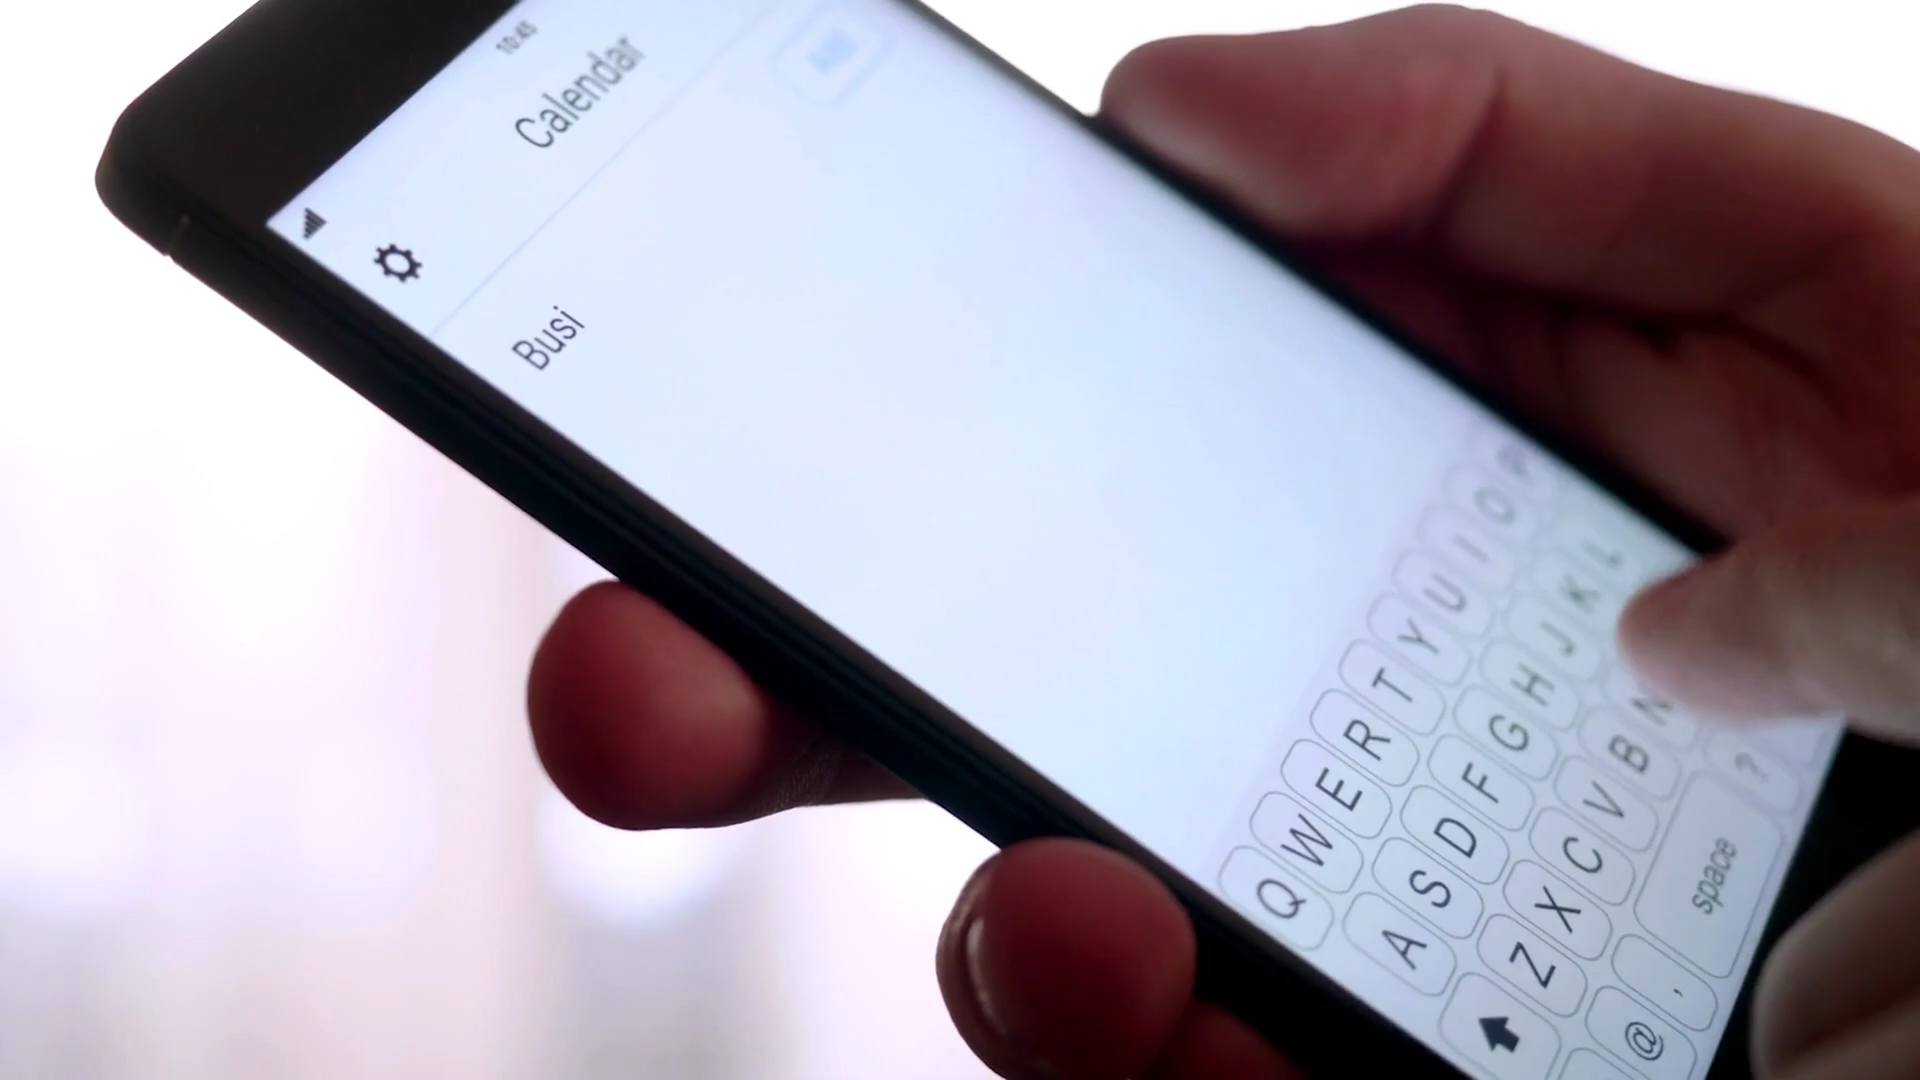 10:45
Calendar
Busi
Q W E R T Y U I O P
A S D F G H J K L
Z X C V B N
@ , space ?